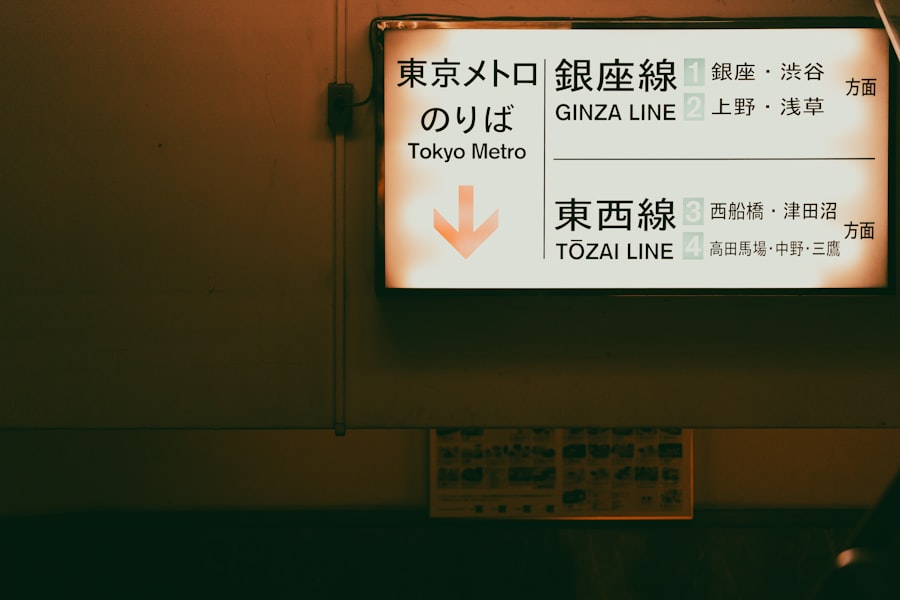 東京メトロ
のりば
Tokyo Metro
銀座線
GINZA LINE
1 銀座・渋谷
2 上野・浅草
方面
東西線
TŌZAI LINE
3 西船橋・津田沼
4 高田馬場・中野・三鷹
方面